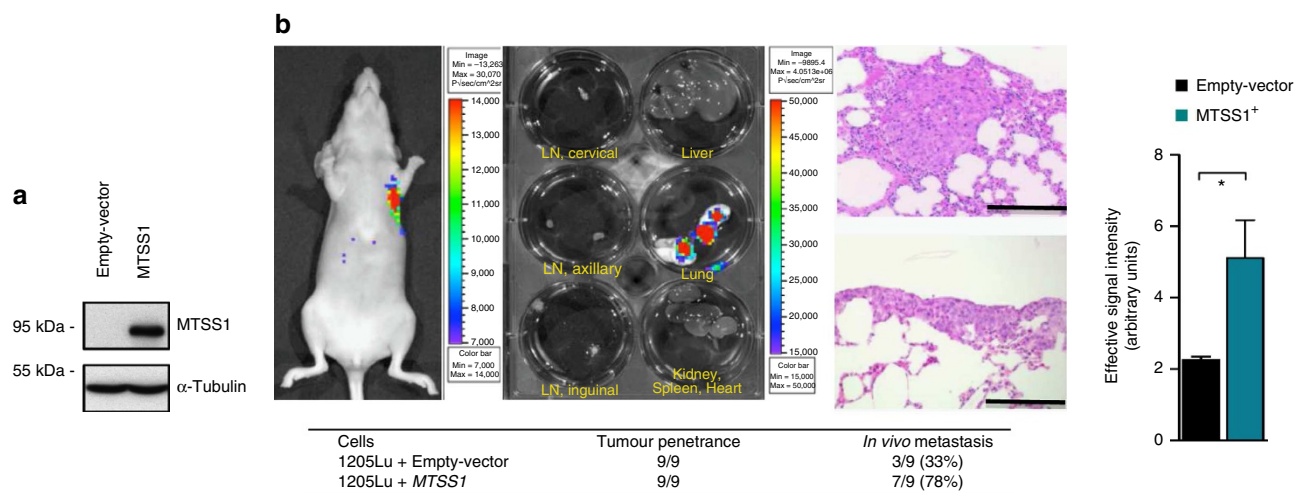 a
Empty-vector
MTSS1
95 kDa -
MTSS1
55 kDa -
α-Tubulin
b
Image
Min = –13,263
Max = 30,070
P√sec/cm^2sr
14,000
13,000
12,000
11,000
10,000
9,000
8,000
7,000
Color bar
Min = 7,000
Max = 14,000
LN, cervical
Liver
LN, axillary
Lung
LN, inguinal
Kidney,
Spleen, Heart
Image
Min = –9895.4
Max = 4.0513e+06
P√sec/cm^2sr
50,000
45,000
40,000
35,000
30,000
25,000
20,000
15,000
Color bar
Min = 15,000
Max = 50,000
Cells Tumour penetrance In vivo metastasis
1205Lu + Empty-vector 9/9 3/9 (33%)
1205Lu + MTSS1 9/9 7/9 (78%)
Empty-vector
MTSS1+
Effective signal intensity
(arbitrary units)
8
6
4
2
0
*